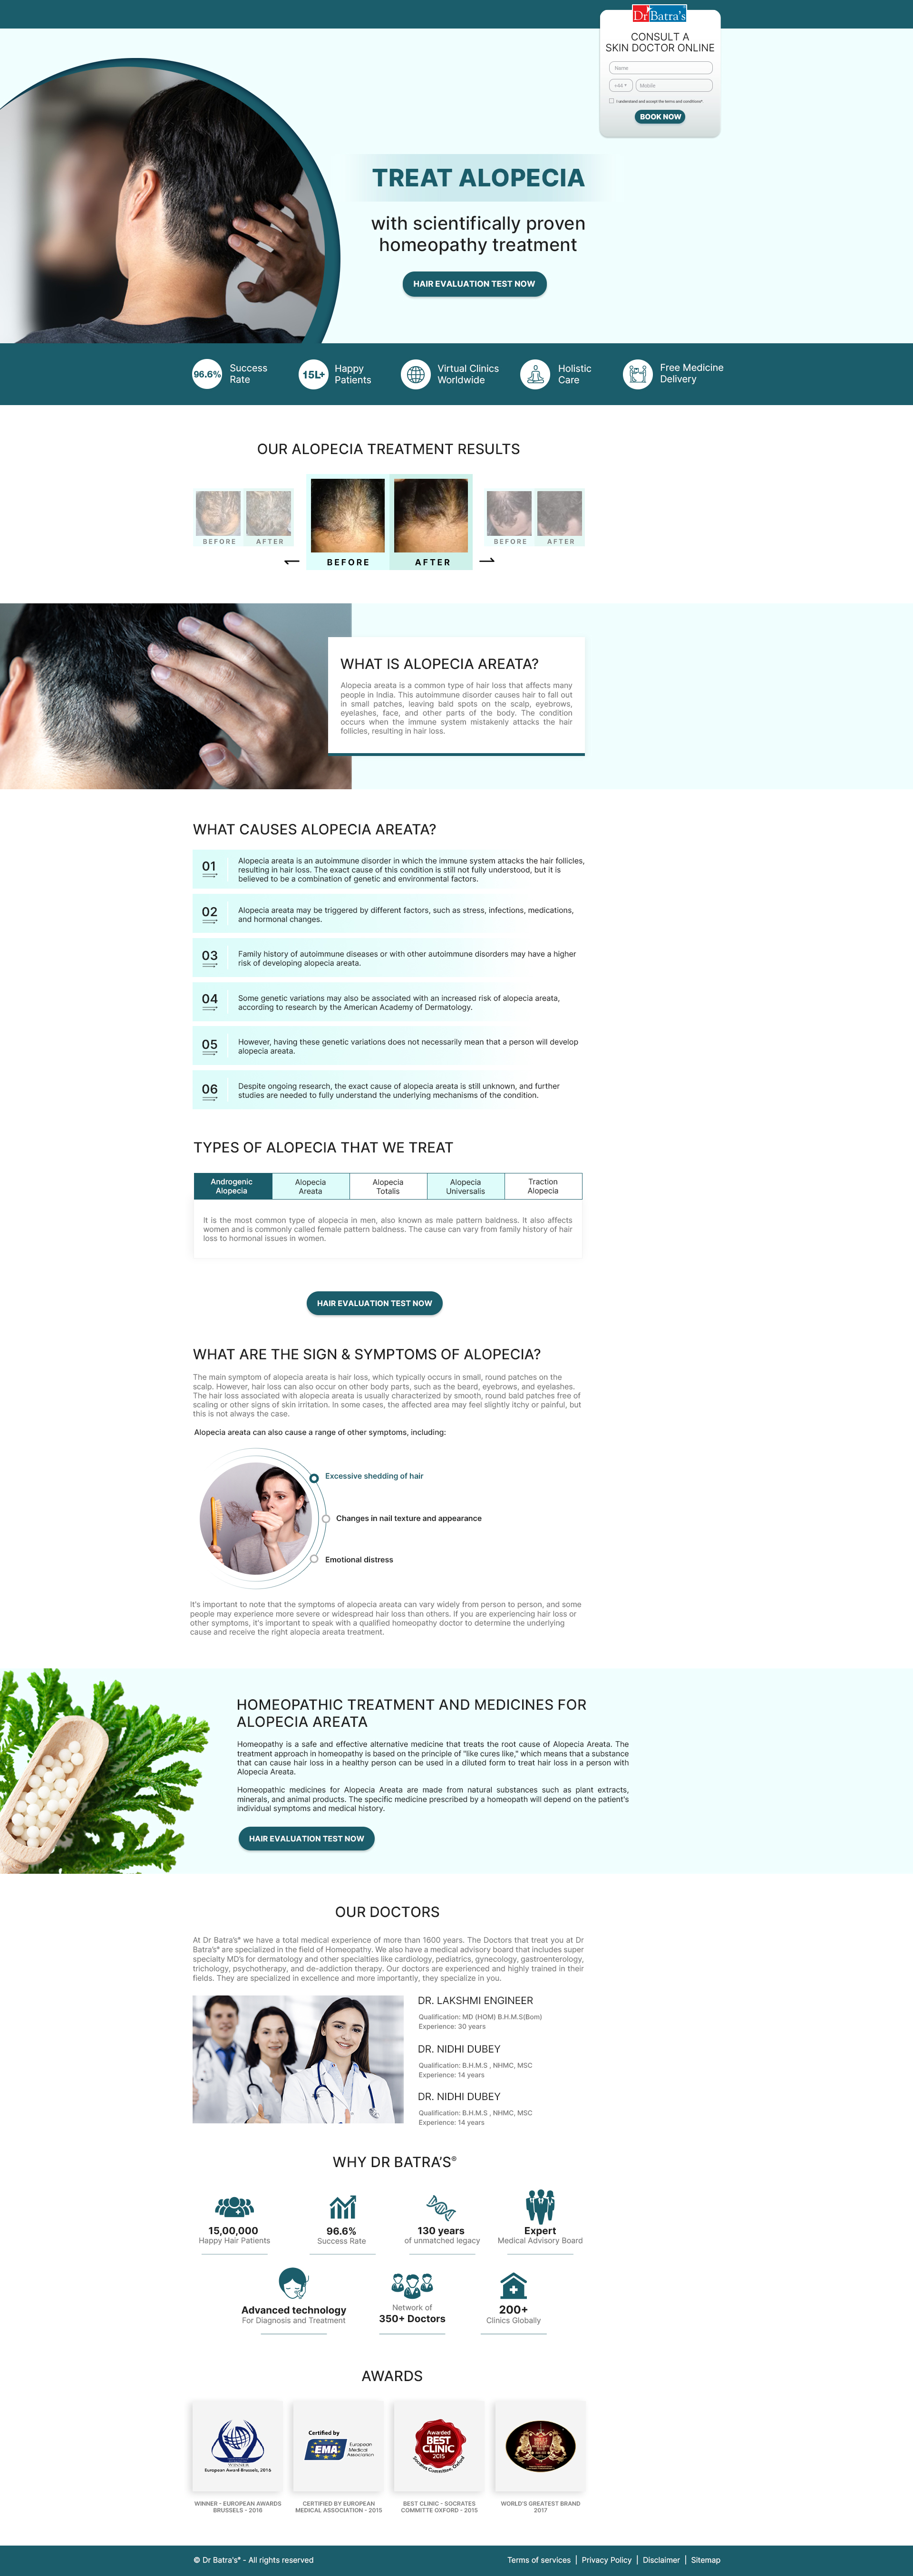 Dr Batra's
CONSULT A
SKIN DOCTOR ONLINE
Name
+44
Mobile
I understand and accept the terms and conditions*
BOOK NOW
TREAT ALOPECIA
with scientifically proven
homeopathy treatment
HAIR EVALUATION TEST NOW
96.6%
Success
Rate
15L+
Happy
Patients
Virtual Clinics
Worldwide
Holistic
Care
Free Medicine
Delivery
OUR ALOPECIA TREATMENT RESULTS
BEFORE AFTER
BEFORE AFTER
BEFORE AFTER
WHAT IS ALOPECIA AREATA?
Alopecia areata is a common type of hair loss that affects many
people in India. This autoimmune disorder causes hair to fall out
in small patches, leaving bald spots on the scalp, eyebrows,
eyelashes, face, and other parts of the body. The condition
occurs when the immune system mistakenly attacks the hair
follicles, resulting in hair loss.
WHAT CAUSES ALOPECIA AREATA?
01
Alopecia areata is an autoimmune disorder in which the immune system attacks the hair follicles,
resulting in hair loss. The exact cause of this condition is still not fully understood, but it is
believed to be a combination of genetic and environmental factors.
02
Alopecia areata may be triggered by different factors, such as stress, infections, medications,
and hormonal changes.
03
Family history of autoimmune diseases or with other autoimmune disorders may have a higher
risk of developing alopecia areata.
04
Some genetic variations may also be associated with an increased risk of alopecia areata,
according to research by the American Academy of Dermatology.
05
However, having these genetic variations does not necessarily mean that a person will develop
alopecia areata.
06
Despite ongoing research, the exact cause of alopecia areata is still unknown, and further
studies are needed to fully understand the underlying mechanisms of the condition.
TYPES OF ALOPECIA THAT WE TREAT
Androgenic
Alopecia
Alopecia
Areata
Alopecia
Totalis
Alopecia
Universalis
Traction
Alopecia
It is the most common type of alopecia in men, also known as male pattern baldness. It also affects
women and is commonly called female pattern baldness. The cause can vary from family history of hair
loss to hormonal issues in women.
HAIR EVALUATION TEST NOW
WHAT ARE THE SIGN & SYMPTOMS OF ALOPECIA?
The main symptom of alopecia areata is hair loss, which typically occurs in small, round patches on the
scalp. However, hair loss can also occur on other body parts, such as the beard, eyebrows, and eyelashes.
The hair loss associated with alopecia areata is usually characterized by smooth, round bald patches free of
scaling or other signs of skin irritation. In some cases, the affected area may feel slightly itchy or painful, but
this is not always the case.
Alopecia areata can also cause a range of other symptoms, including:
Excessive shedding of hair
Changes in nail texture and appearance
Emotional distress
It's important to note that the symptoms of alopecia areata can vary widely from person to person, and some
people may experience more severe or widespread hair loss than others. If you are experiencing hair loss or
other symptoms, it's important to speak with a qualified homeopathy doctor to determine the underlying
cause and receive the right alopecia areata treatment.
HOMEOPATHIC TREATMENT AND MEDICINES FOR
ALOPECIA AREATA
Homeopathy is a safe and effective alternative medicine that treats the root cause of Alopecia Areata. The
treatment approach in homeopathy is based on the principle of "like cures like," which means that a substance
that can cause hair loss in a healthy person can be used in a diluted form to treat hair loss in a person with
Alopecia Areata.
Homeopathic medicines for Alopecia Areata are made from natural substances such as plant extracts,
minerals, and animal products. The specific medicine prescribed by a homeopath will depend on the patient's
individual symptoms and medical history.
HAIR EVALUATION TEST NOW
OUR DOCTORS
At Dr Batra's® we have a total medical experience of more than 1600 years. The Doctors that treat you at Dr
Batra's® are specialized in the field of Homeopathy. We also have a medical advisory board that includes super
specialty MD's for dermatology and other specialties like cardiology, pediatrics, gynecology, gastroenterology,
trichology, psychotherapy, and de-addiction therapy. Our doctors are experienced and highly trained in their
fields. They are specialized in excellence and more importantly, they specialize in you.
DR. LAKSHMI ENGINEER
Qualification: MD (HOM) B.H.M.S(Bom)
Experience: 30 years
DR. NIDHI DUBEY
Qualification: B.H.M.S , NHMC, MSC
Experience: 14 years
DR. NIDHI DUBEY
Qualification: B.H.M.S , NHMC, MSC
Experience: 14 years
WHY DR BATRA'S®
15,00,000
Happy Hair Patients
96.6%
Success Rate
130 years
of unmatched legacy
Expert
Medical Advisory Board
Advanced technology
For Diagnosis and Treatment
Network of
350+ Doctors
200+
Clinics Globally
AWARDS
WINNER
European Award-Brussels, 2016
Certified by
EMA
European
Medical
Association
Awarded
BEST
CLINIC
2015
Socrates Committee, Oxford
WINNER - EUROPEAN AWARDS
BRUSSELS - 2016
CERTIFIED BY EUROPEAN
MEDICAL ASSOCIATION - 2015
BEST CLINIC - SOCRATES
COMMITTE OXFORD - 2015
WORLD'S GREATEST BRAND
2017
© Dr Batra's® - All rights reserved
Terms of services | Privacy Policy | Disclaimer | Sitemap